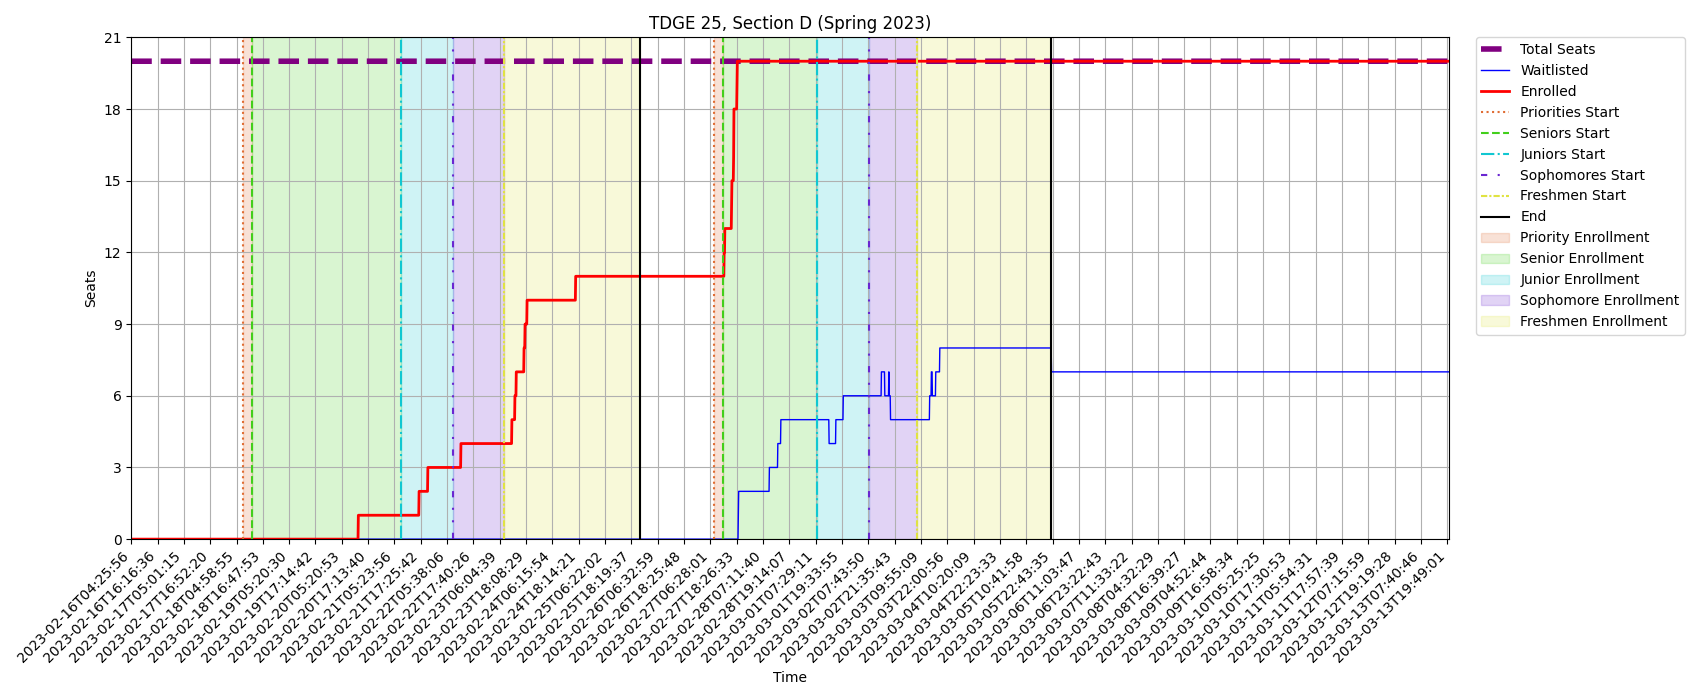 TDGE 25, Section D (Spring 2023)
21
18
15
12
9
6
3
0
Seats
2023-02-16T04:25:56
2023-02-16T16:16:36
2023-02-17T05:01:15
2023-02-17T16:52:20
2023-02-18T04:58:55
2023-02-18T16:47:53
2023-02-19T05:20:30
2023-02-19T17:14:42
2023-02-20T05:20:53
2023-02-20T17:13:40
2023-02-21T05:23:56
2023-02-21T17:25:42
2023-02-22T05:38:06
2023-02-22T17:40:26
2023-02-23T06:04:39
2023-02-23T18:08:29
2023-02-24T06:15:54
2023-02-24T18:14:21
2023-02-25T06:22:02
2023-02-25T18:19:37
2023-02-26T06:32:59
2023-02-26T18:25:48
2023-02-27T06:28:01
2023-02-27T18:26:33
2023-02-28T07:11:40
2023-02-28T19:14:07
2023-03-01T07:29:11
2023-03-01T19:33:55
2023-03-02T07:43:50
2023-03-02T21:35:43
2023-03-03T09:55:09
2023-03-03T22:00:56
2023-03-04T10:20:09
2023-03-04T22:23:33
2023-03-05T10:41:58
2023-03-05T22:43:35
2023-03-06T11:03:47
2023-03-06T23:22:43
2023-03-07T11:33:22
2023-03-08T04:32:29
2023-03-08T16:39:27
2023-03-09T04:52:44
2023-03-09T16:58:34
2023-03-10T05:25:25
2023-03-10T17:30:53
2023-03-11T05:54:31
2023-03-11T17:57:39
2023-03-12T07:15:59
2023-03-12T19:19:28
2023-03-13T07:40:46
2023-03-13T19:49:01
Time
Total Seats
Waitlisted
Enrolled
Priorities Start
Seniors Start
Juniors Start
Sophomores Start
Freshmen Start
End
Priority Enrollment
Senior Enrollment
Junior Enrollment
Sophomore Enrollment
Freshmen Enrollment